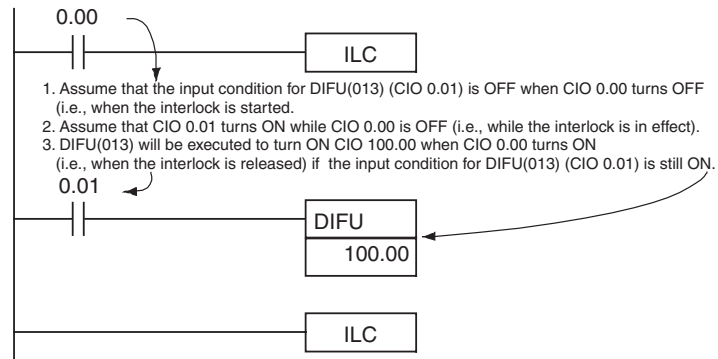 0.00
ILC
1. Assume that the input condition for DIFU(013) (CIO 0.01) is OFF when CIO 0.00 turns OFF
(i.e., when the interlock is started.
2. Assume that CIO 0.01 turns ON while CIO 0.00 is OFF (i.e., while the interlock is in effect).
3. DIFU(013) will be executed to turn ON CIO 100.00 when CIO 0.00 turns ON
(i.e., when the interlock is released) if the input condition for DIFU(013) (CIO 0.01) is still ON.
0.01
DIFU
100.00
ILC